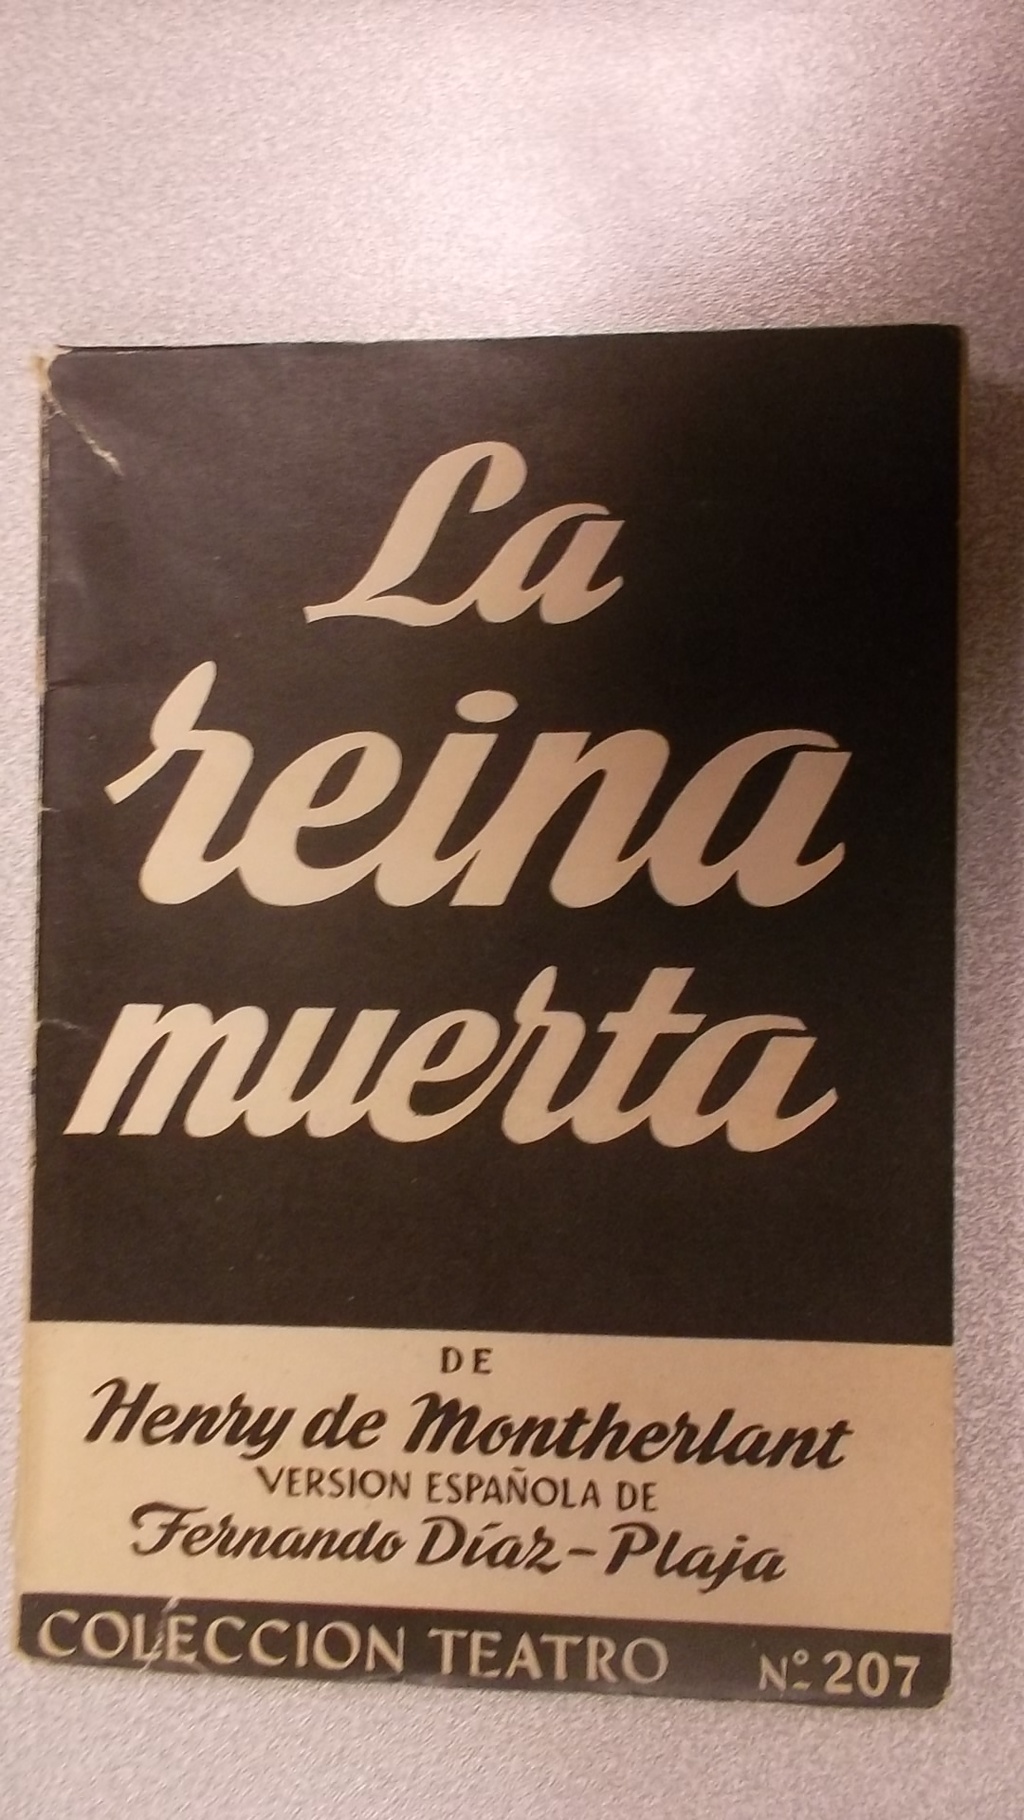 La
reina
muerta
DE
Henry de Montherlant
VERSION ESPAÑOLA DE
Fernando Díaz-Plaja
COLECCION TEATRO Nº 207